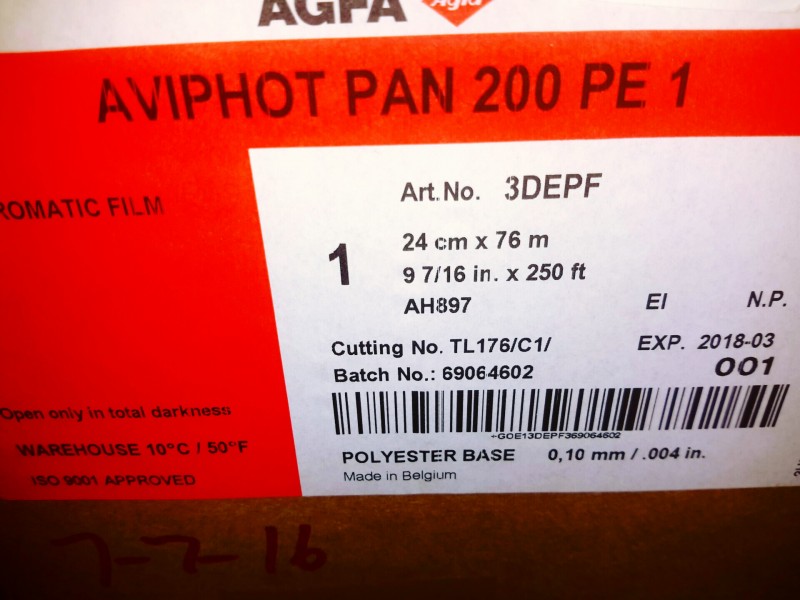 AGFA Agfa
AVIPHOT PAN 200 PE 1
ROMATIC FILM
Art.No. 3DEPF
1
24 cm x 76 m
9 7/16 in. x 250 ft
AH897 EI N.P.
Cutting No. TL176/C1/ EXP. 2018-03
Batch No.: 69064602 001
+G0E13DEPF369064602
Open only in total darkness
WAREHOUSE 10°C / 50°F
ISO 9001 APPROVED
POLYESTER BASE 0,10 mm / .004 in.
Made in Belgium
7-7-16